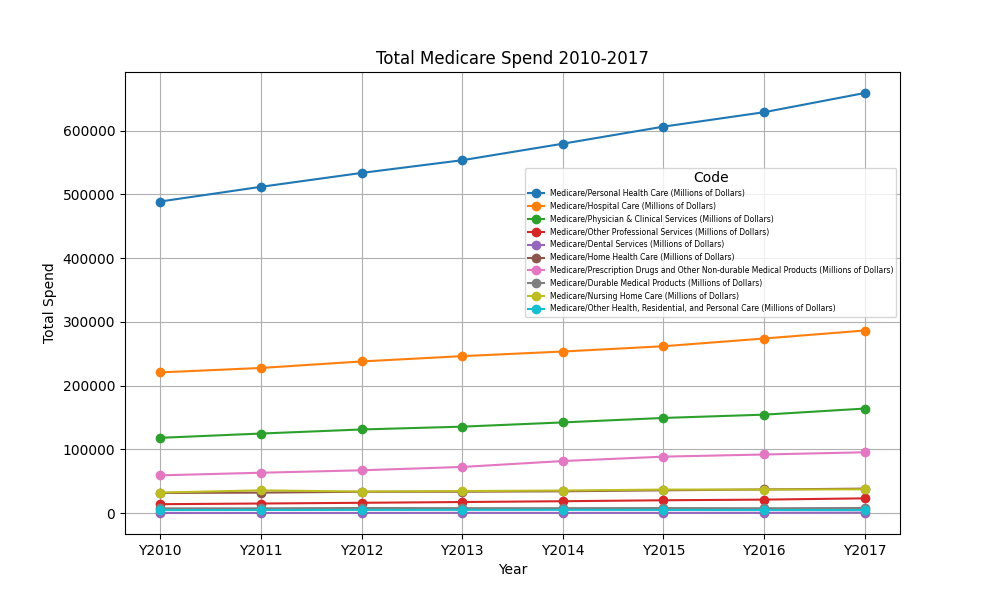 Total Medicare Spend 2010-2017
Total Spend
600000
500000
400000
300000
200000
100000
0
Code
Medicare/Personal Health Care (Millions of Dollars)
Medicare/Hospital Care (Millions of Dollars)
Medicare/Physician & Clinical Services (Millions of Dollars)
Medicare/Other Professional Services (Millions of Dollars)
Medicare/Dental Services (Millions of Dollars)
Medicare/Home Health Care (Millions of Dollars)
Medicare/Prescription Drugs and Other Non-durable Medical Products (Millions of Dollars)
Medicare/Durable Medical Products (Millions of Dollars)
Medicare/Nursing Home Care (Millions of Dollars)
Medicare/Other Health, Residential, and Personal Care (Millions of Dollars)
Y2010 Y2011 Y2012 Y2013 Y2014 Y2015 Y2016 Y2017
Year